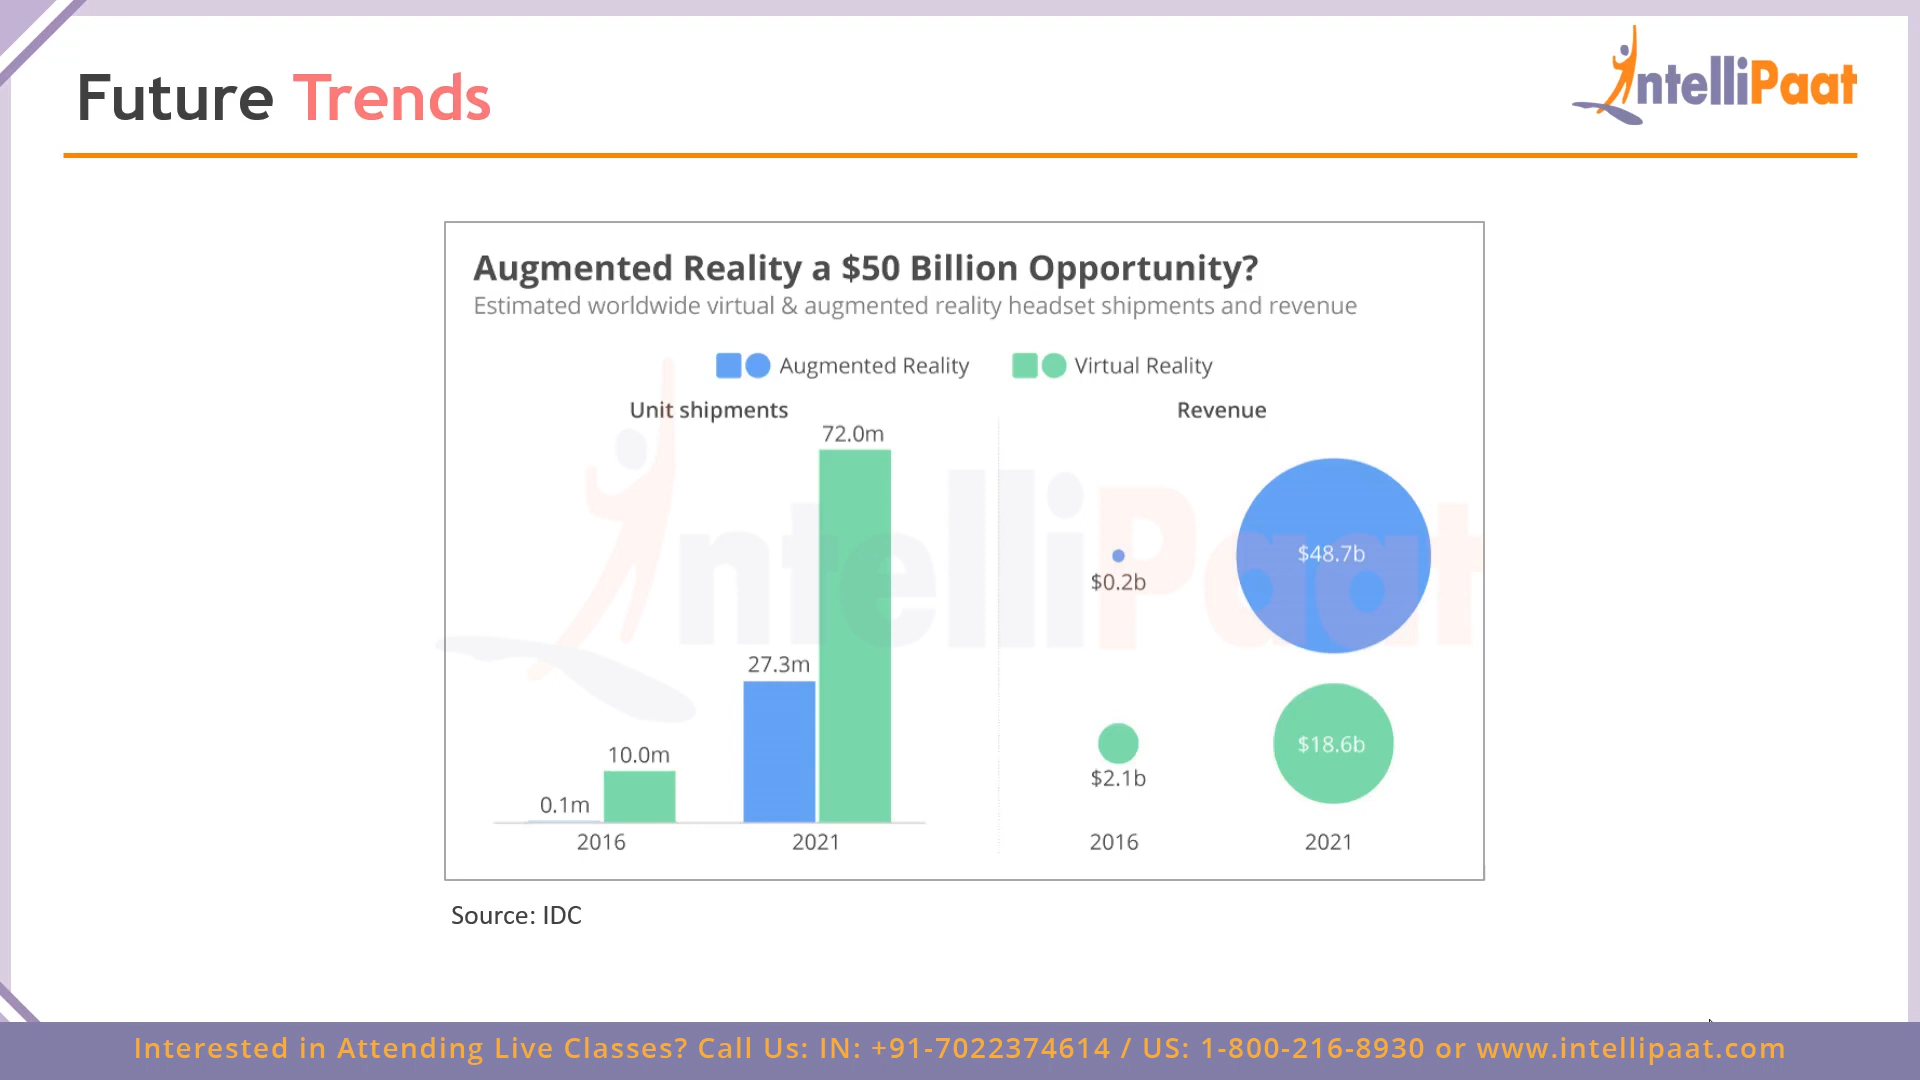 Future Trends
IntelliPaat
Augmented Reality a $50 Billion Opportunity?
Estimated worldwide virtual & augmented reality headset shipments and revenue
Augmented Reality Virtual Reality
Unit shipments
0.1m
10.0m
27.3m
72.0m
2016 2021
Revenue
$0.2b
$48.7b
$2.1b
$18.6b
2016 2021
IntelliPaat
Source: IDC
Interested in Attending Live Classes? Call Us: IN: +91-7022374614 / US: 1-800-216-8930 or www.intellipaat.com